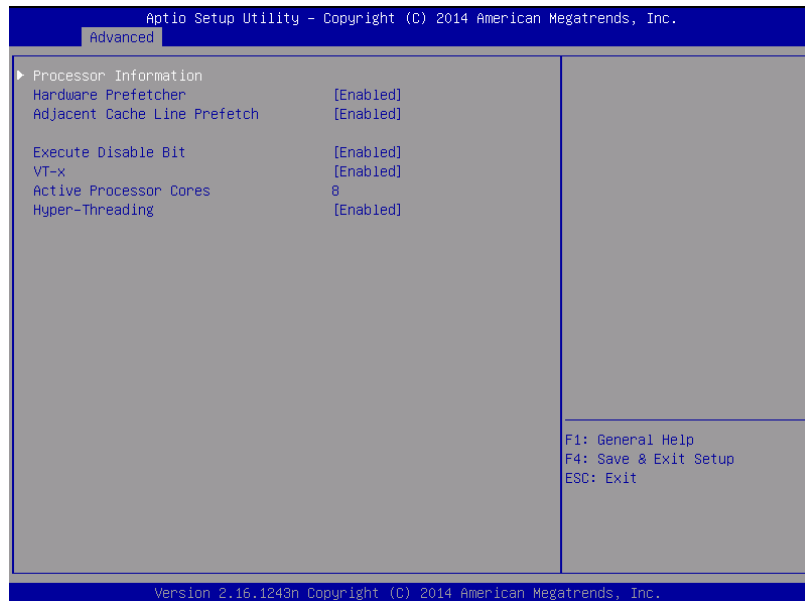 Aptio Setup Utility – Copyright (C) 2014 American Megatrends, Inc.
Advanced
Processor Information
Hardware Prefetcher [Enabled]
Adjacent Cache Line Prefetch [Enabled]
Execute Disable Bit [Enabled]
VT-x [Enabled]
Active Processor Cores 8
Hyper-Threading [Enabled]
F1: General Help
F4: Save & Exit Setup
ESC: Exit
Version 2.16.1243n Copyright (C) 2014 American Megatrends, Inc.